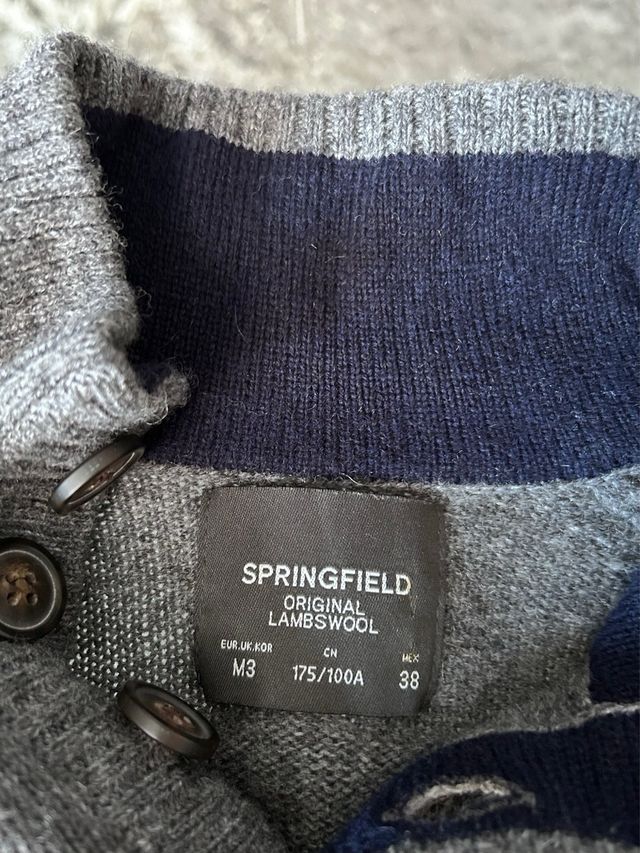 SPRINGFIELD
ORIGINAL
LAMBSWOOL
EUR.UK.KOR CN MEX
M3 175/100A 38